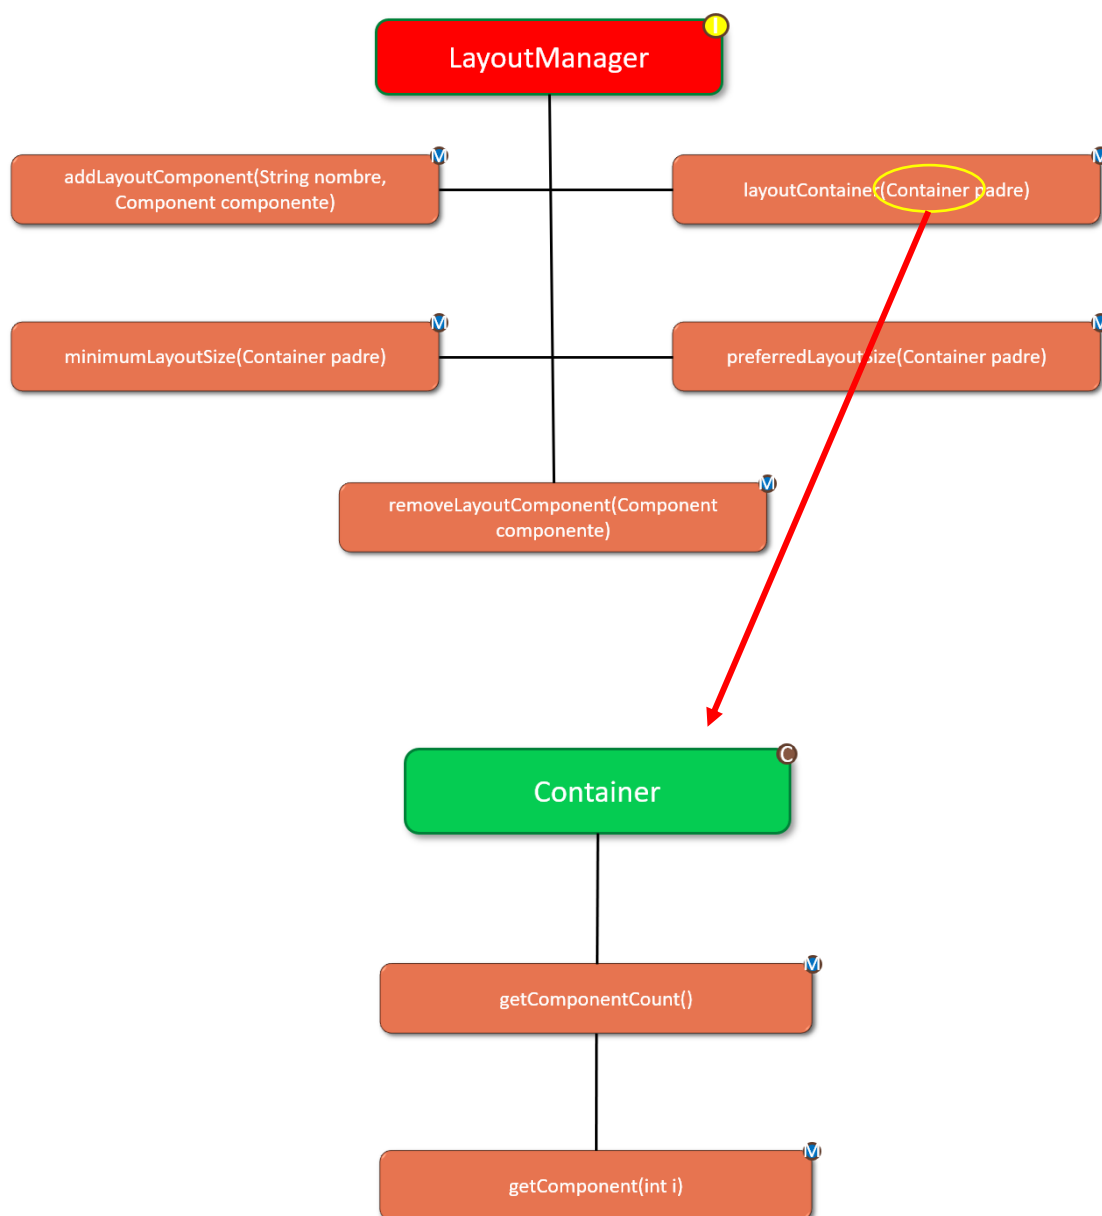 I
LayoutManager
M
addLayoutComponent(String nombre,
Component componente)
M
layoutContainer(Container padre)
M
minimumLayoutSize(Container padre)
M
preferredLayoutSize(Container padre)
M
removeLayoutComponent(Component
componente)
C
Container
M
getComponentCount()
M
getComponent(int i)